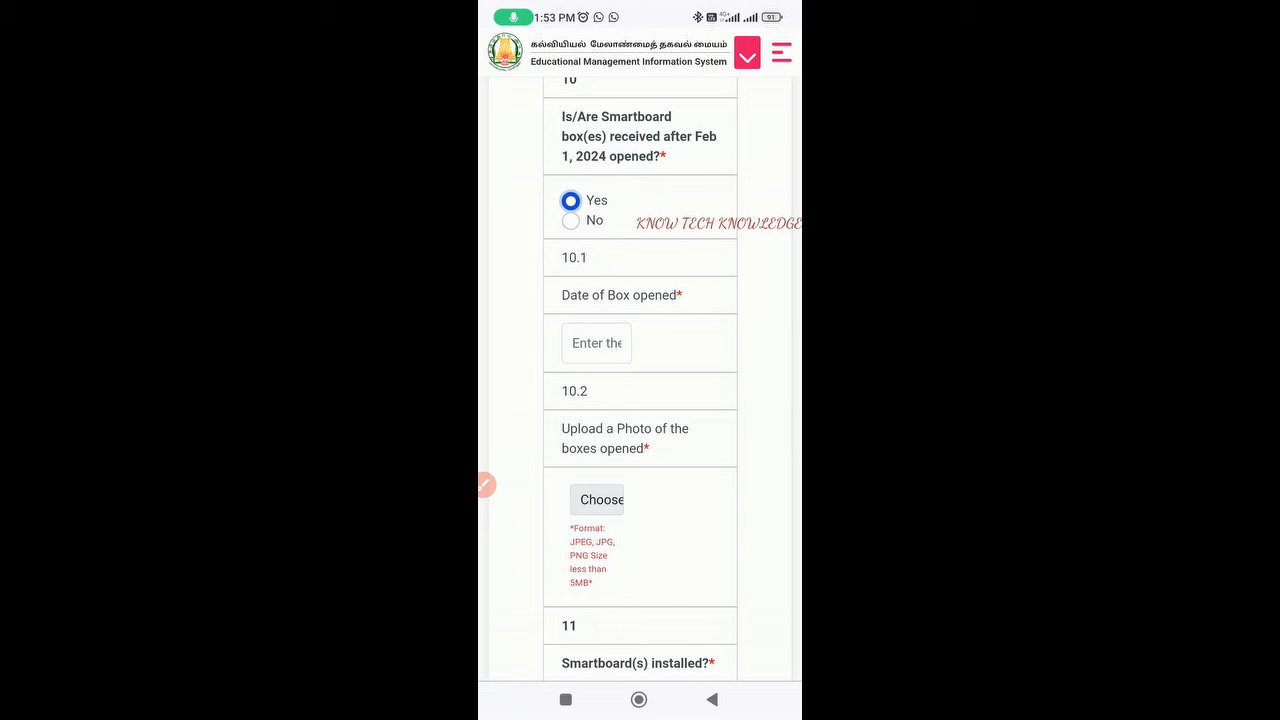 1:53 PM
4G+
91
கல்வியியல் மேலாண்மைத் தகவல் மையம்
Educational Management Information System
10
Is/Are Smartboard
box(es) received after Feb
1, 2024 opened?*
Yes
No
KNOW TECH KNOWLEDGE
10.1
Date of Box opened*
Enter the
10.2
Upload a Photo of the
boxes opened*
Choose
*Format:
JPEG, JPG,
PNG Size
less than
5MB*
11
Smartboard(s) installed?*